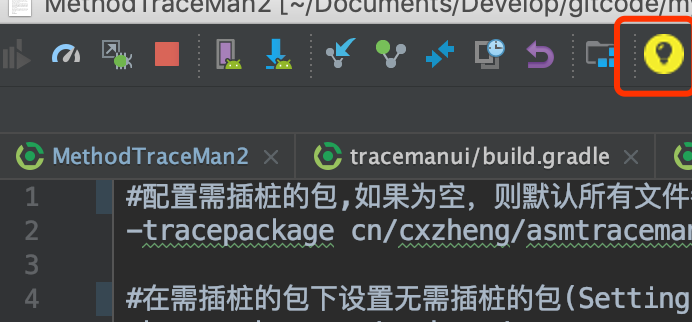 MethodTraceMan2 [~/Documents/Develop/gitcode/my
MethodTraceMan2
tracemanui/build.gradle
1 #配置需插桩的包,如果为空，则默认所有文件
2 -tracepackage cn/cxzheng/asmtraceman
3
4 #在需插桩的包下设置无需插桩的包(Setting